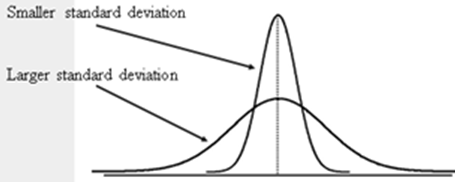 Smaller standard deviation
Larger standard deviation